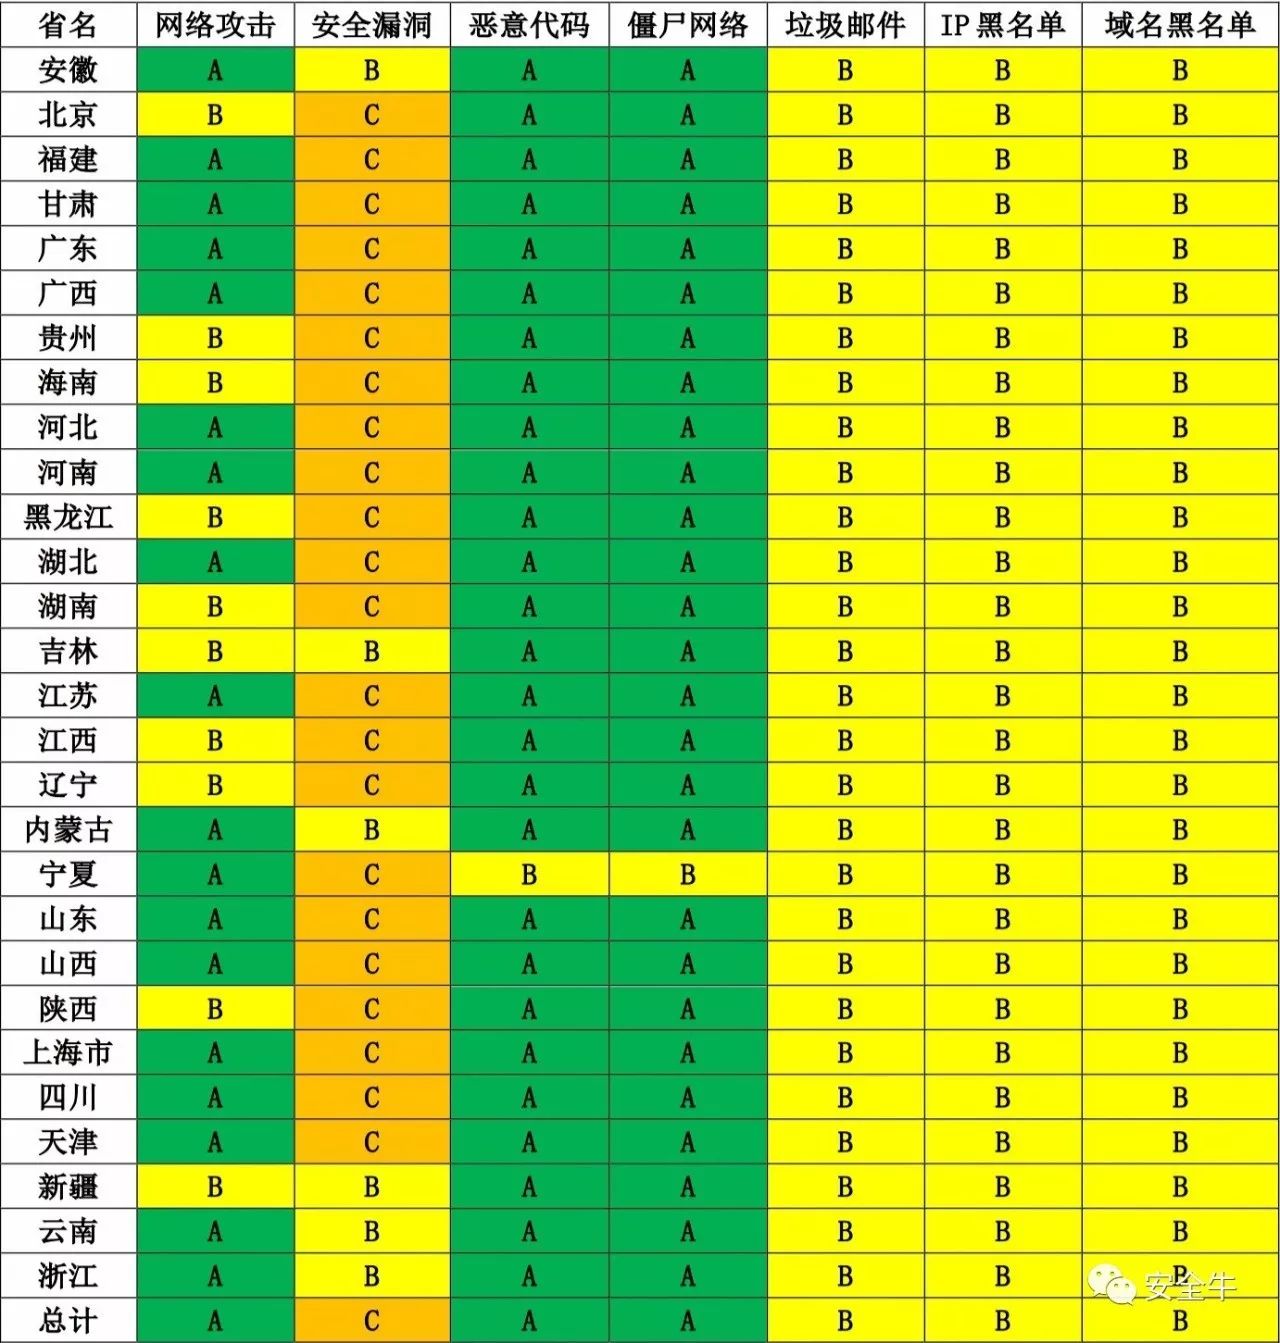 省名 网络攻击 安全漏洞 恶意代码 僵尸网络 垃圾邮件 IP 黑名单 域名黑名单
安徽 A B A A B B B
北京 B C A A B B B
福建 A C A A B B B
甘肃 A C A A B B B
广东 A C A A B B B
广西 A C A A B B B
贵州 B C A A B B B
海南 B C A A B B B
河北 A C A A B B B
河南 A C A A B B B
黑龙江 B C A A B B B
湖北 A C A A B B B
湖南 B C A A B B B
吉林 B B A A B B B
江苏 A C A A B B B
江西 B C A A B B B
辽宁 B C A A B B B
内蒙古 A B A A B B B
宁夏 A C B B B B B
山东 A C A A B B B
山西 A C A A B B B
陕西 B C A A B B B
上海市 A C A A B B B
四川 A C A A B B B
天津 A C A A B B B
新疆 B B A A B B B
云南 A B A A B B B
浙江 A B A A B B B
安全牛
总计 A C A A B B B